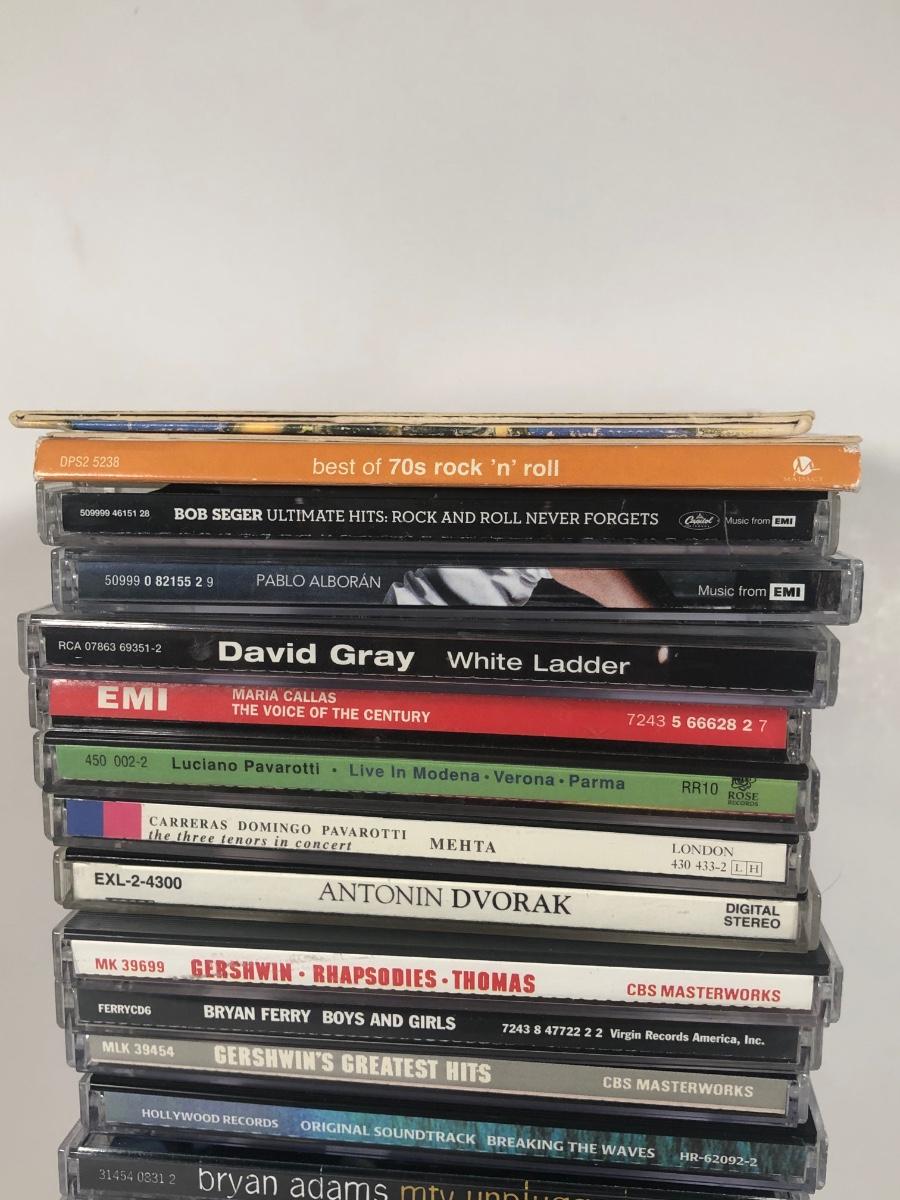 DPS2 5238 best of 70s rock 'n' roll MADACY
509999 46151 28 BOB SEGER ULTIMATE HITS: ROCK AND ROLL NEVER FORGETS Capitol Music from EMI
50999 0 82155 2 9 PABLO ALBORÁN Music from EMI
RCA 07863 69351-2 David Gray White Ladder
EMI MARIA CALLAS
THE VOICE OF THE CENTURY 7243 5 66628 2 7
450 002-2 Luciano Pavarotti · Live In Modena · Verona · Parma RR10 ROSE
RECORDS
CARRERAS DOMINGO PAVAROTTI
the three tenors in concert MEHTA LONDON
430 433-2 L H
EXL-2-4300 ANTONIN DVORAK DIGITAL
STEREO
MK 39699 GERSHWIN · RHAPSODIES · THOMAS CBS MASTERWORKS
FERRYCD6 BRYAN FERRY BOYS AND GIRLS 7243 8 47722 2 2 Virgin Records America, Inc.
MLK 39454 GERSHWIN'S GREATEST HITS CBS MASTERWORKS
HOLLYWOOD RECORDS ORIGINAL SOUNDTRACK BREAKING THE WAVES HR-62092-2
31454 0831 2 bryan adams mtv unplugg